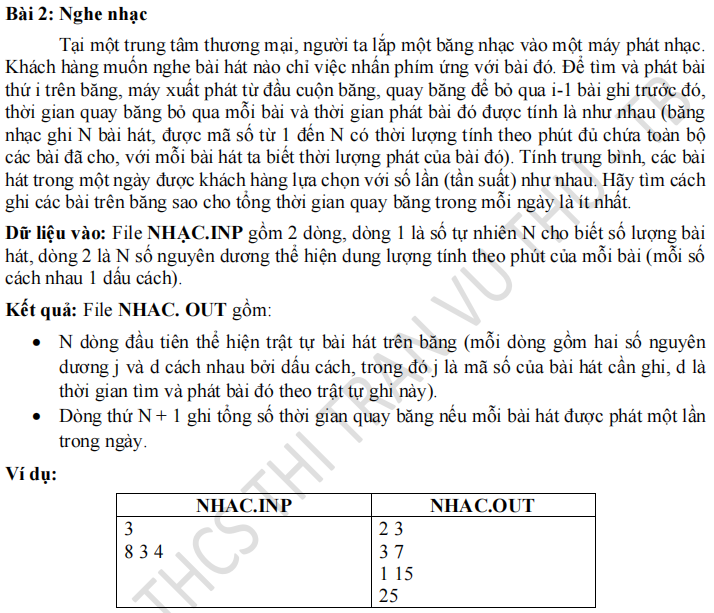 Bài 2: Nghe nhạc
Tại một trung tâm thương mại, người ta lắp một băng nhạc vào một máy phát nhạc.
Khách hàng muốn nghe bài hát nào chỉ việc nhấn phím ứng với bài đó. Để tìm và phát bài
thứ i trên băng, máy xuất phát từ đầu cuộn băng, quay băng để bỏ qua i-1 bài ghi trước đó,
thời gian quay băng bỏ qua mỗi bài và thời gian phát bài đó được tính là như nhau (băng
nhạc ghi N bài hát, được mã số từ 1 đến N có thời lượng tính theo phút đủ chứa toàn bộ
các bài đã cho, với mỗi bài hát ta biết thời lượng phát của bài đó). Tính trung bình, các bài
hát trong một ngày được khách hàng lựa chọn với số lần (tần suất) như nhau. Hãy tìm cách
ghi các bài trên băng sao cho tổng thời gian quay băng trong mỗi ngày là ít nhất.
Dữ liệu vào: File NHẠC.INP gồm 2 dòng, dòng 1 là số tự nhiên N cho biết số lượng bài
hát, dòng 2 là N số nguyên dương thể hiện dung lượng tính theo phút của mỗi bài (mỗi số
cách nhau 1 dấu cách).
Kết quả: File NHAC. OUT gồm:
• N dòng đầu tiên thể hiện trật tự bài hát trên băng (mỗi dòng gồm hai số nguyên
dương j và d cách nhau bởi dấu cách, trong đó j là mã số của bài hát cần ghi, d là
thời gian tìm và phát bài đó theo trật tự ghi này).
• Dòng thứ N + 1 ghi tổng số thời gian quay băng nếu mỗi bài hát được phát một lần
trong ngày.
Ví dụ:
NHAC.INP NHAC.OUT
3 2 3
8 3 4 3 7
1 15
25
THCS THI TRAN VU THU - TB